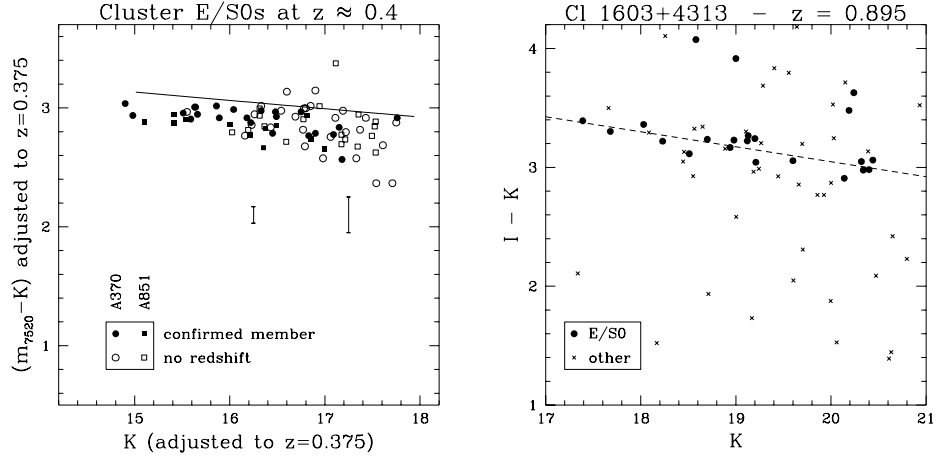 Cluster E/S0s at z ≈ 0.4
(m7520−K) adjusted to z=0.375
3
2
1
A370
A851
confirmed member
no redshift
15
16
17
18
K (adjusted to z=0.375)
Cl 1603+4313 − z = 0.895
I − K
4
3
2
1
E/S0
other
17
18
19
20
21
K